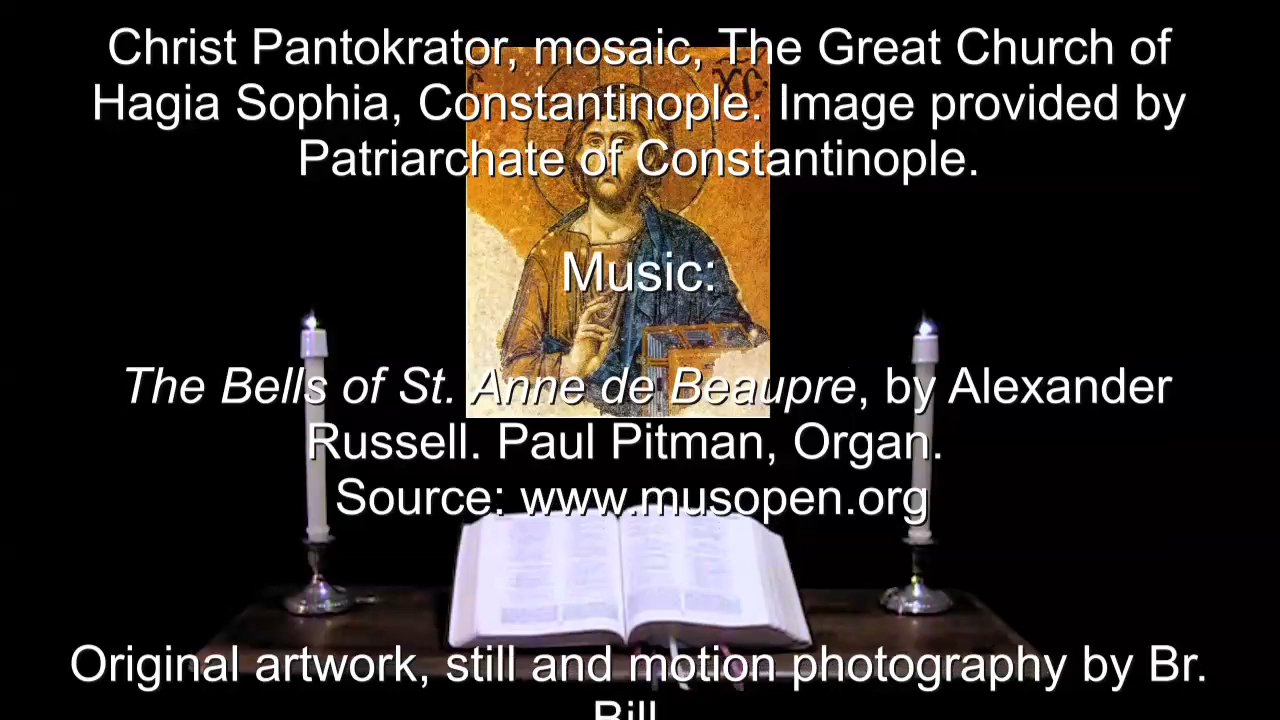 Christ Pantokrator, mosaic, The Great Church of
Hagia Sophia, Constantinople. Image provided by
Patriarchate of Constantinople.
Music:
The Bells of St. Anne de Beaupre, by Alexander
Russell. Paul Pitman, Organ.
Source: www.musopen.org
Original artwork, still and motion photography by Br.
Bill